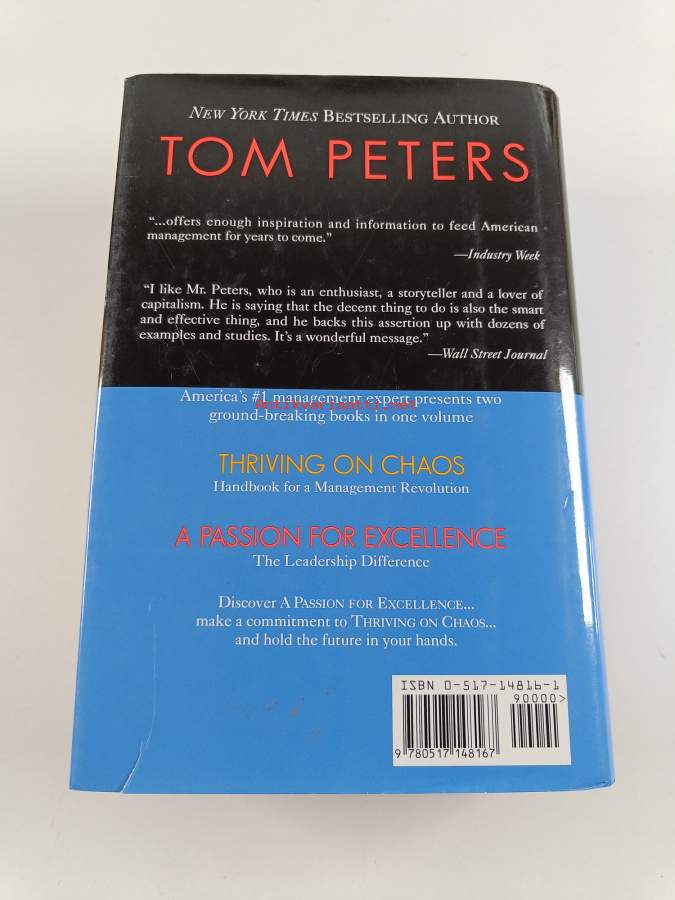 NEW YORK TIMES BESTSELLING AUTHOR
TOM PETERS
“...offers enough inspiration and information to feed American
management for years to come.”
—Industry Week
“I like Mr. Peters, who is an enthusiast, a storyteller and a lover of
capitalism. He is saying that the decent thing to do is also the smart
and effective thing, and he backs this assertion up with dozens of
examples and studies. It’s a wonderful message.”
—Wall Street Journal
America’s #1 management expert presents two
Antikvariaatti.net
ground-breaking books in one volume
THRIVING ON CHAOS
Handbook for a Management Revolution
A PASSION FOR EXCELLENCE
The Leadership Difference
Discover A PASSION FOR EXCELLENCE...
make a commitment to THRIVING ON CHAOS...
and hold the future in your hands.
ISBN 0-517-14816-1
90000>
9 780517 148167